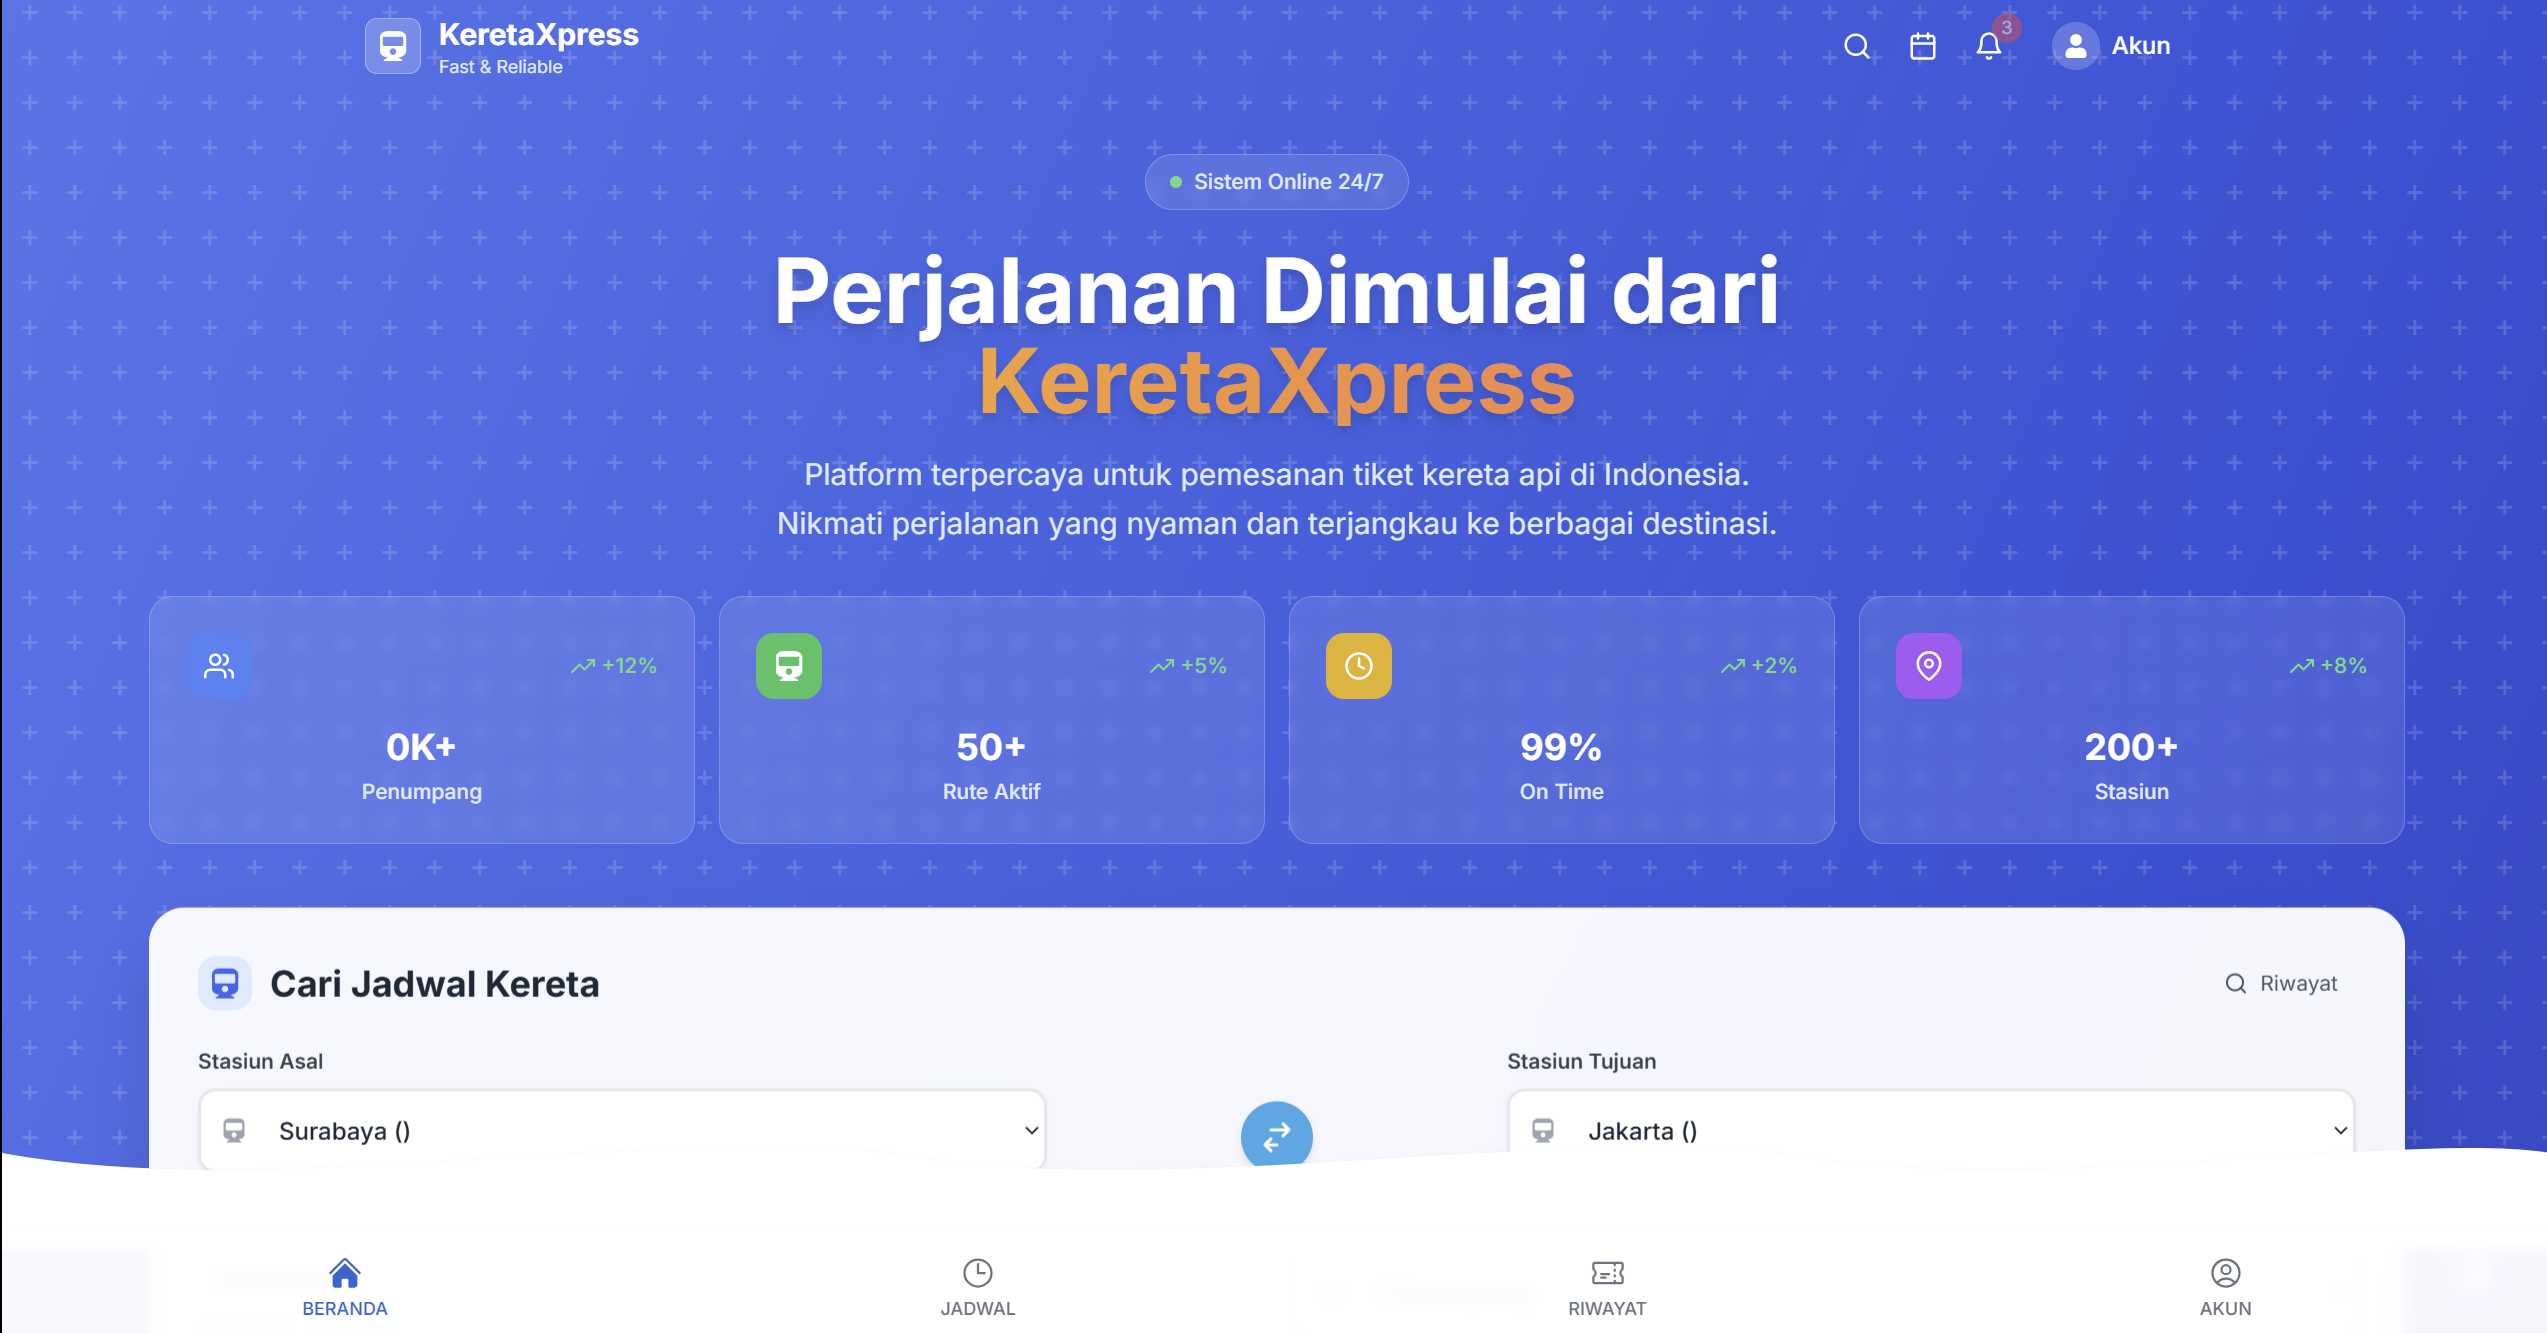 KeretaXpress
Fast & Reliable
3
Akun
Sistem Online 24/7
Perjalanan Dimulai dari
KeretaXpress
Platform terpercaya untuk pemesanan tiket kereta api di Indonesia.
Nikmati perjalanan yang nyaman dan terjangkau ke berbagai destinasi.
+12%
0K+
Penumpang
+5%
50+
Rute Aktif
+2%
99%
On Time
+8%
200+
Stasiun
Cari Jadwal Kereta
Riwayat
Stasiun Asal
Surabaya ()
Stasiun Tujuan
Jakarta ()
BERANDA
JADWAL
RIWAYAT
AKUN